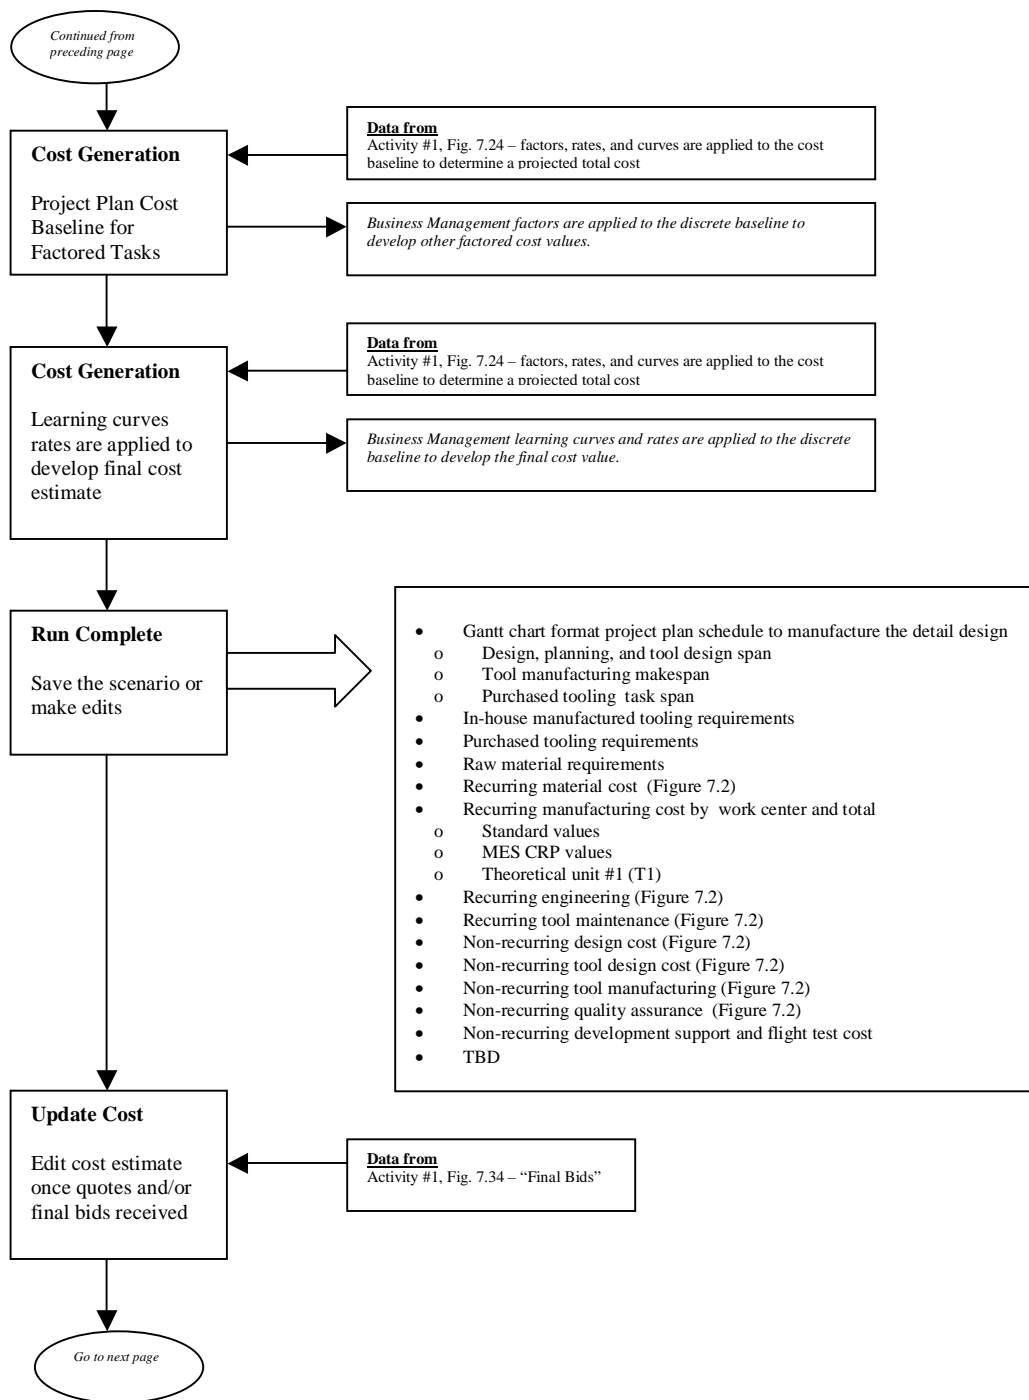 Continued from
preceding page
Cost Generation
Project Plan Cost
Baseline for
Factored Tasks
Data from
Activity #1, Fig. 7.24 – factors, rates, and curves are applied to the cost
baseline to determine a projected total cost
Business Management factors are applied to the discrete baseline to
develop other factored cost values.
Cost Generation
Learning curves
rates are applied to
develop final cost
estimate
Data from
Activity #1, Fig. 7.24 – factors, rates, and curves are applied to the cost
baseline to determine a projected total cost
Business Management learning curves and rates are applied to the discrete
baseline to develop the final cost value.
Run Complete
Save the scenario or
make edits
• Gantt chart format project plan schedule to manufacture the detail design
o Design, planning, and tool design span
o Tool manufacturing makespan
o Purchased tooling task span
• In-house manufactured tooling requirements
• Purchased tooling requirements
• Raw material requirements
• Recurring material cost (Figure 7.2)
• Recurring manufacturing cost by work center and total
o Standard values
o MES CRP values
o Theoretical unit #1 (T1)
• Recurring engineering (Figure 7.2)
• Recurring tool maintenance (Figure 7.2)
• Non-recurring design cost (Figure 7.2)
• Non-recurring tool design cost (Figure 7.2)
• Non-recurring tool manufacturing (Figure 7.2)
• Non-recurring quality assurance (Figure 7.2)
• Non-recurring development support and flight test cost
• TBD
Update Cost
Edit cost estimate
once quotes and/or
final bids received
Data from
Activity #1, Fig. 7.34 – “Final Bids”
Go to next page